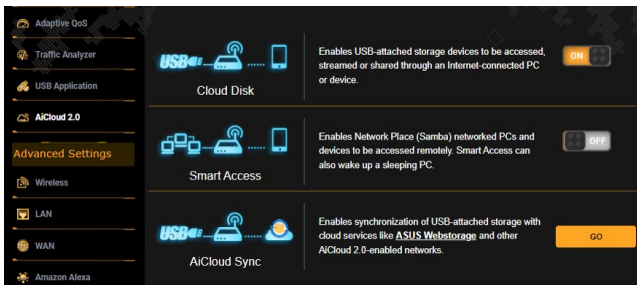 Adaptive QoS
Traffic Analyzer
USB Application
AiCloud 2.0
Advanced Settings
Wireless
LAN
WAN
Amazon Alexa
USB
Cloud Disk
Enables USB-attached storage devices to be accessed,
streamed or shared through an Internet-connected PC
or device.
ON
Smart Access
Enables Network Place (Samba) networked PCs and
devices to be accessed remotely. Smart Access can
also wake up a sleeping PC.
OFF
USB
AiCloud Sync
Enables synchronization of USB-attached storage with
cloud services like ASUS Webstorage and other
AiCloud 2.0-enabled networks.
GO